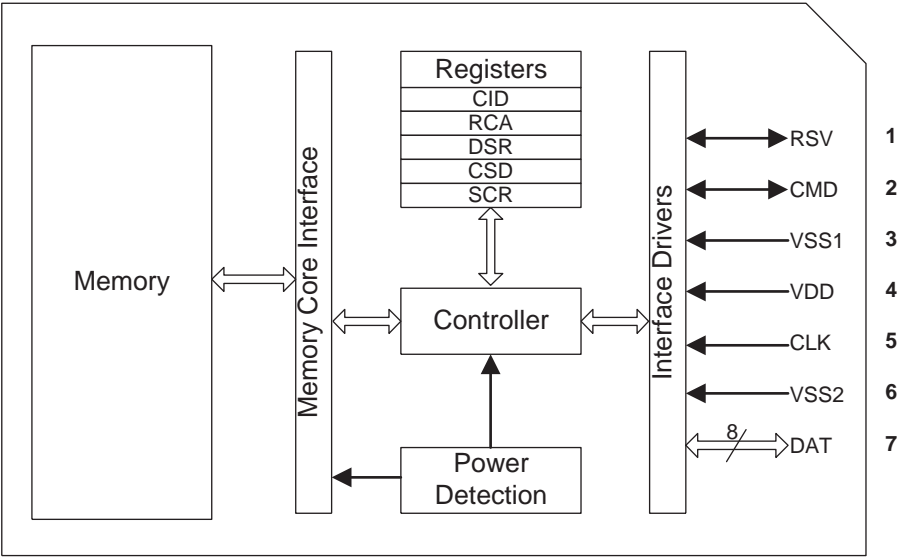 Registers
CID
RCA
DSR
CSD
SCR
Memory
Memory Core Interface
Controller
Power
Detection
Interface Drivers
RSV 1
CMD 2
VSS1 3
VDD 4
CLK 5
VSS2 6
8 DAT 7